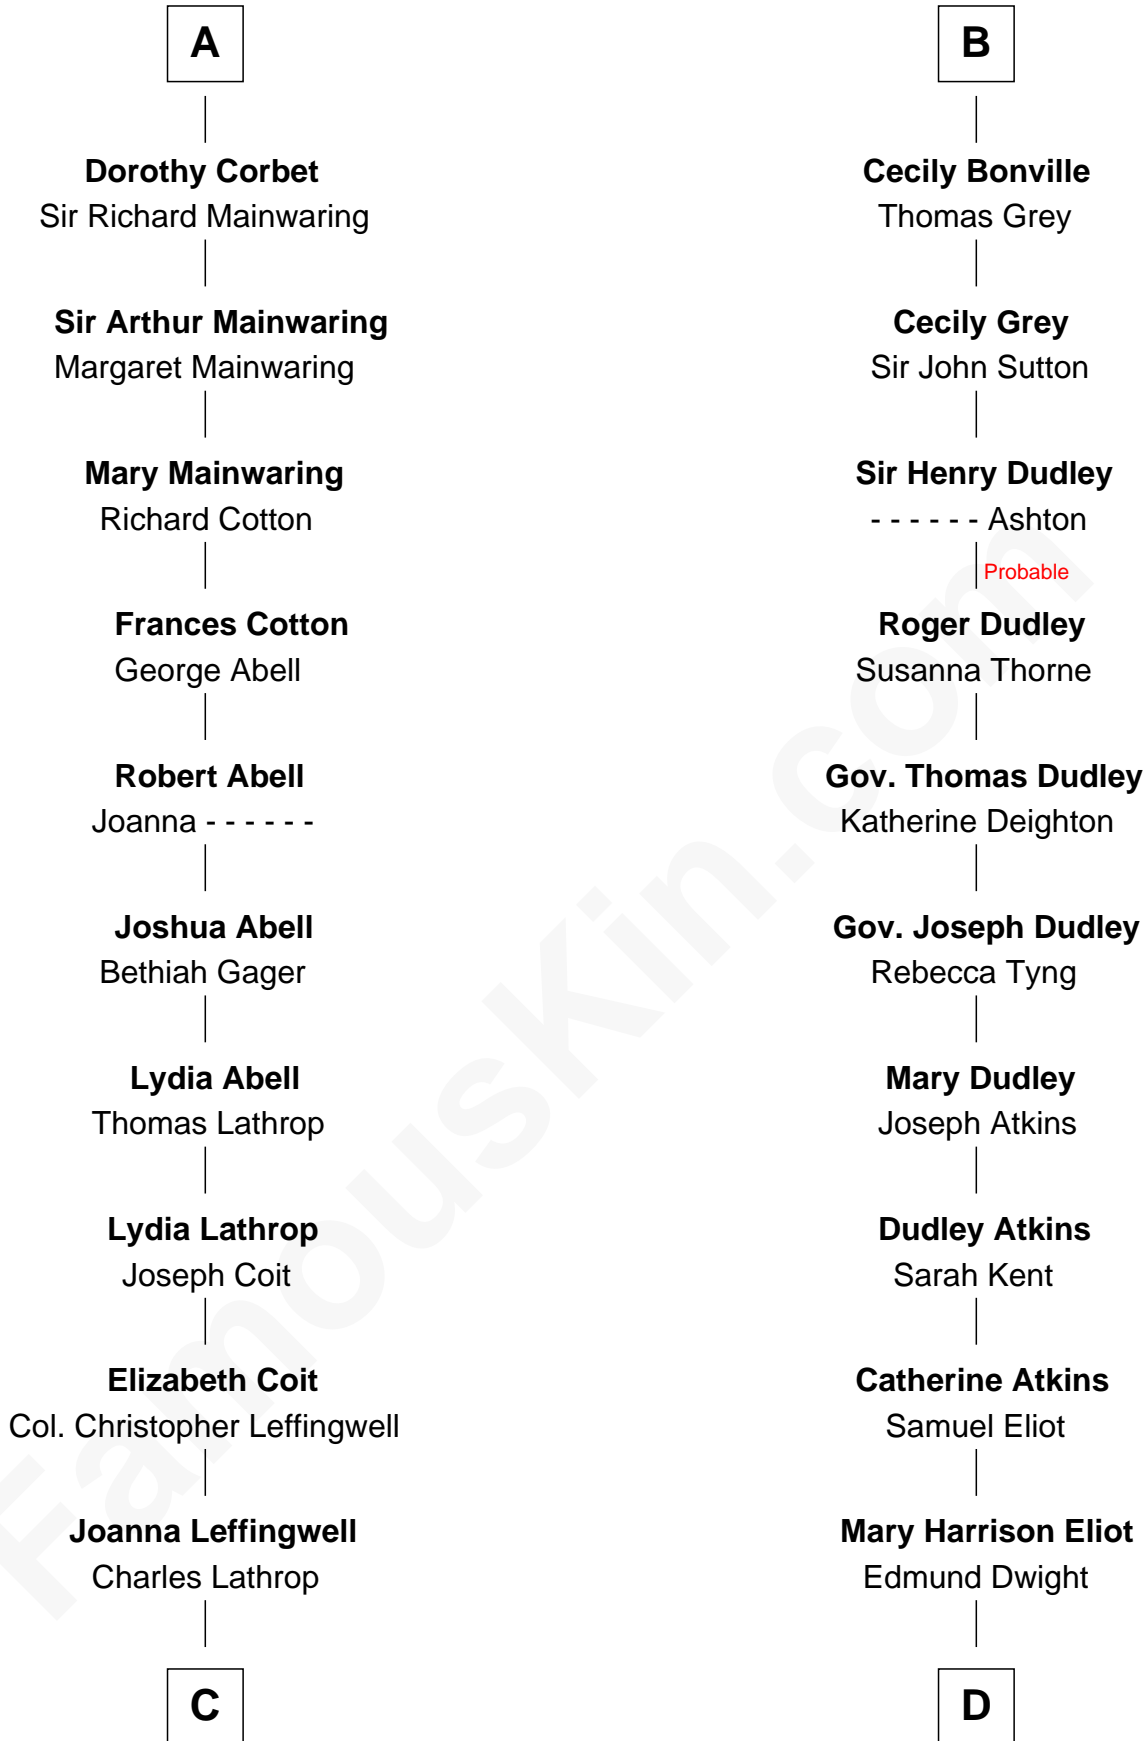 A
Dorothy Corbet
Sir Richard Mainwaring
Sir Arthur Mainwaring
Margaret Mainwaring
Mary Mainwaring
Richard Cotton
Frances Cotton
George Abell
Robert Abell
Joanna - - - - - -
Joshua Abell
Bethiah Gager
Lydia Abell
Thomas Lathrop
Lydia Lathrop
Joseph Coit
Elizabeth Coit
Col. Christopher Leffingwell
Joanna Leffingwell
Charles Lathrop
C
B
Cecily Bonville
Thomas Grey
Cecily Grey
Sir John Sutton
Sir Henry Dudley
- - - - - - Ashton
Probable
Roger Dudley
Susanna Thorne
Gov. Thomas Dudley
Katherine Deighton
Gov. Joseph Dudley
Rebecca Tyng
Mary Dudley
Joseph Atkins
Dudley Atkins
Sarah Kent
Catherine Atkins
Samuel Eliot
Mary Harrison Eliot
Edmund Dwight
D
FamousKin.com